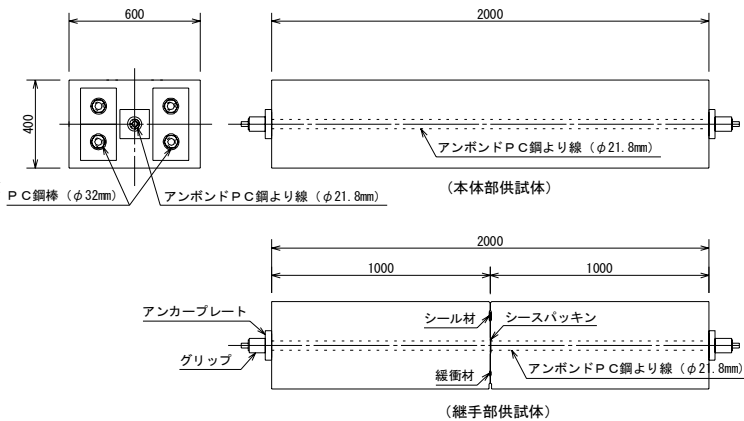 600
2000
400
アンボンドＰＣ鋼より線（φ21.8mm）
ＰＣ鋼棒（φ32mm）
アンボンドＰＣ鋼より線（φ21.8mm）
（本体部供試体）
2000
1000
1000
アンカープレート
シール材
シースパッキン
グリップ
緩衝材
アンボンドＰＣ鋼より線（φ21.8mm）
（継手部供試体）